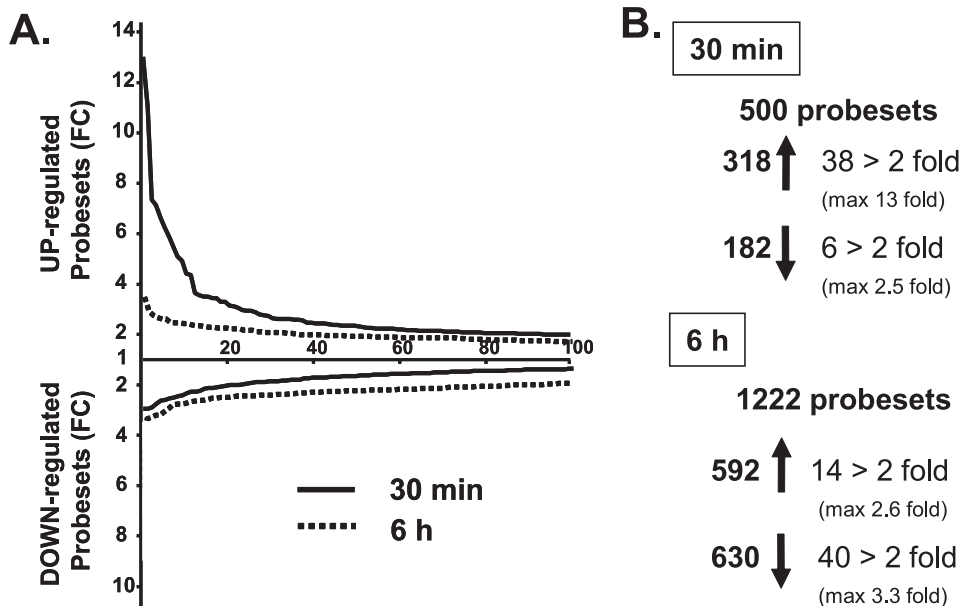 A.
UP-regulated
Probesets (FC)
14
12
10
8
6
4
2
1
20
40
60
80
100
2
4
6
8
10
DOWN-regulated
Probesets (FC)
30 min
6 h
B.
30 min
500 probesets
318 38 > 2 fold
(max 13 fold)
182 6 > 2 fold
(max 2.5 fold)
6 h
1222 probesets
592 14 > 2 fold
(max 2.6 fold)
630 40 > 2 fold
(max 3.3 fold)